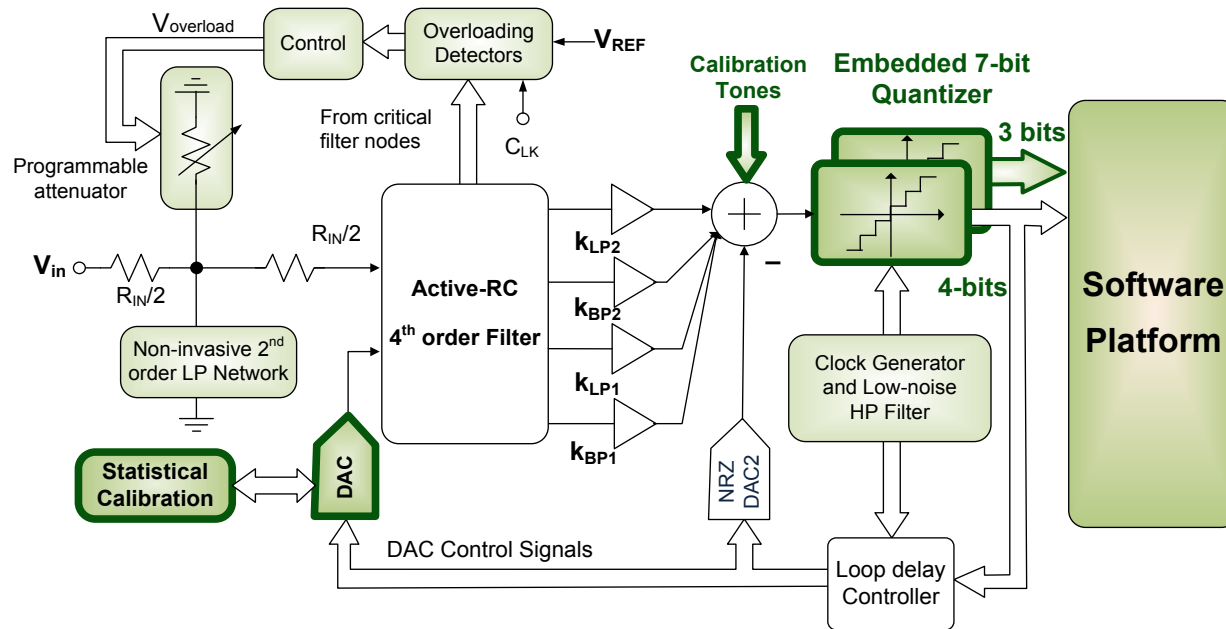 Voverload
Control
Overloading
Detectors
VREF
CLK
From critical
filter nodes
Programmable
attenuator
Calibration
Tones
Embedded 7-bit
Quantizer
3 bits
4-bits
Software
Platform
Vin
RIN/2
RIN/2
Non-invasive 2nd
order LP Network
Active-RC
4th order Filter
kLP2
kBP2
kLP1
kBP1
+
–
Clock Generator
and Low-noise
HP Filter
Statistical
Calibration
DAC
NRZ
DAC2
DAC Control Signals
Loop delay
Controller